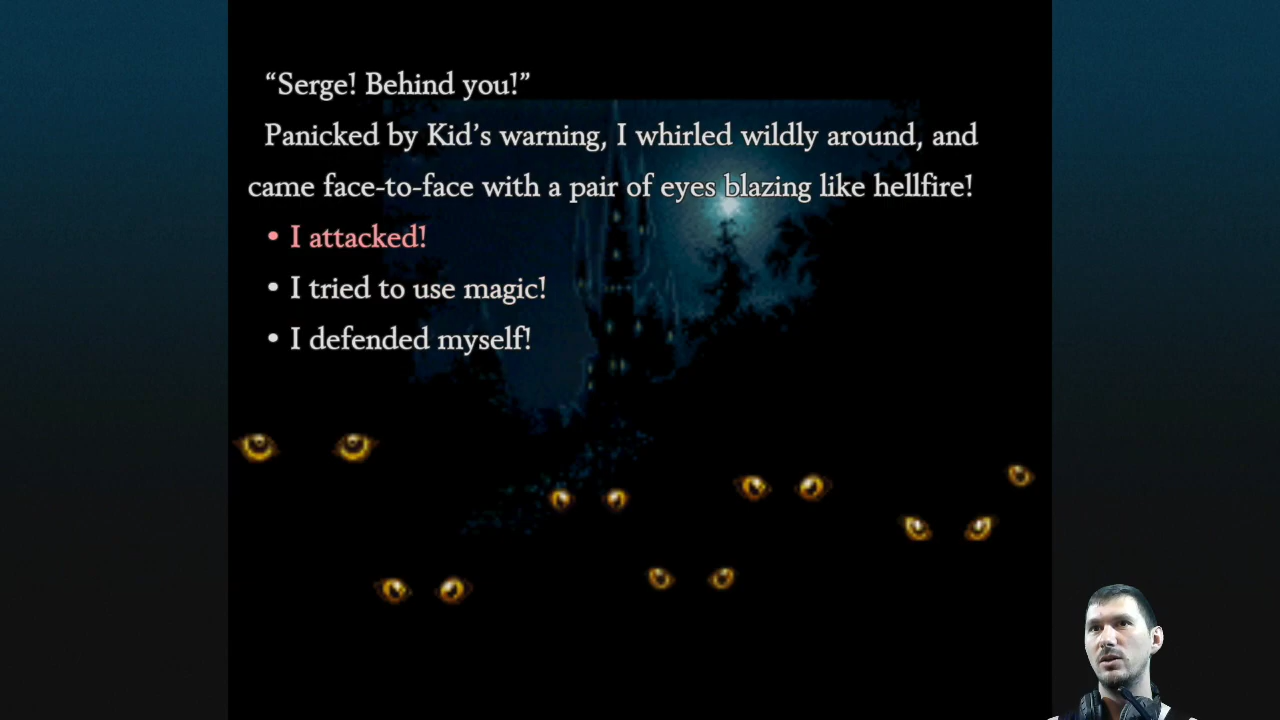 “Serge! Behind you!”
Panicked by Kid’s warning, I whirled wildly around, and
came face-to-face with a pair of eyes blazing like hellfire!
• I attacked!
• I tried to use magic!
• I defended myself!